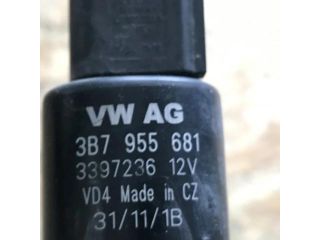 VW AG
3B7 955 681
3397236 12V
VD4 Made in CZ
31/11/1B